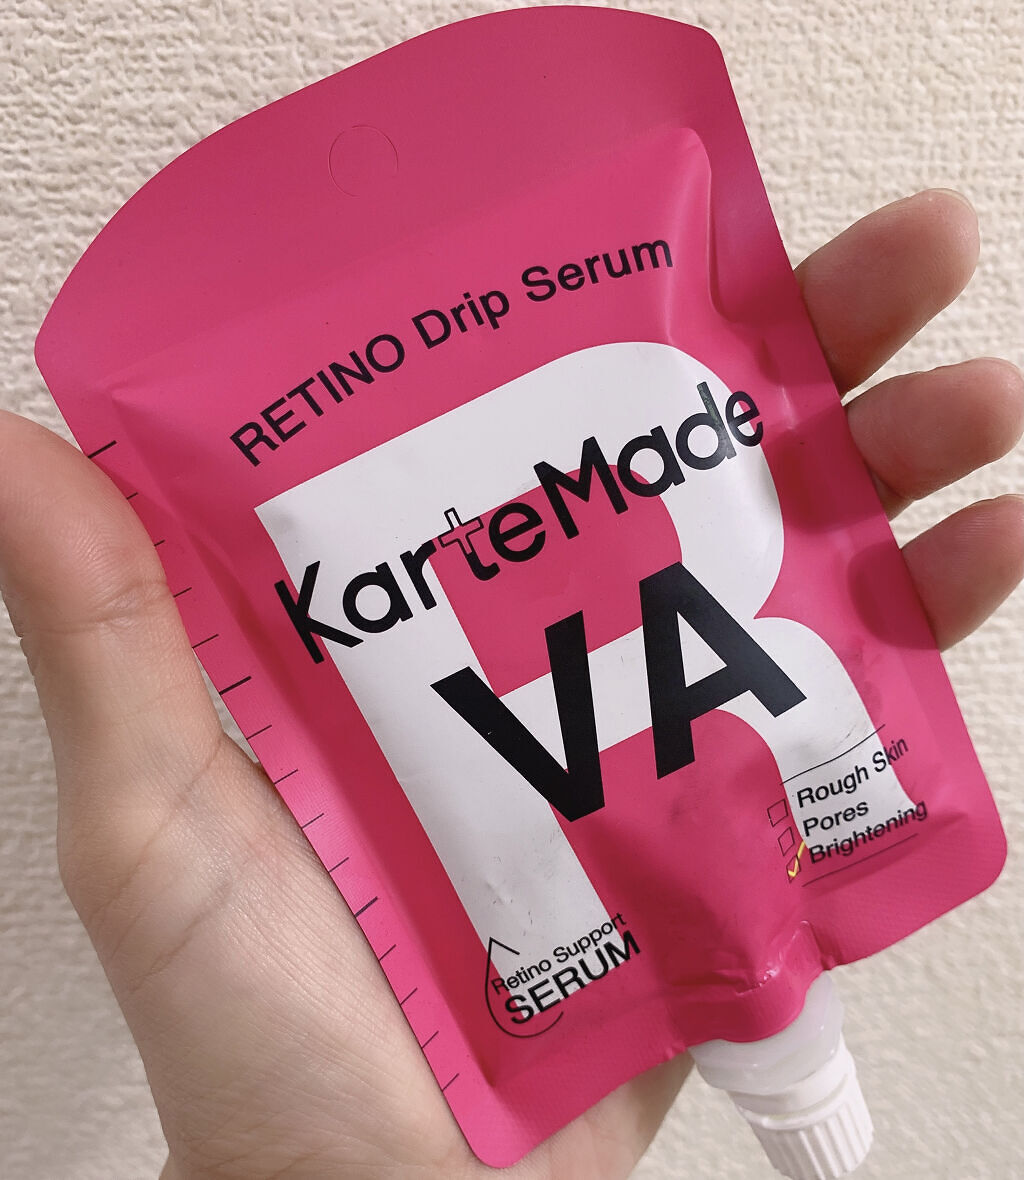 RETINO Drip Serum
KarteMade
VA
Rough Skin
Pores
Brightening
Retino Support
SERUM